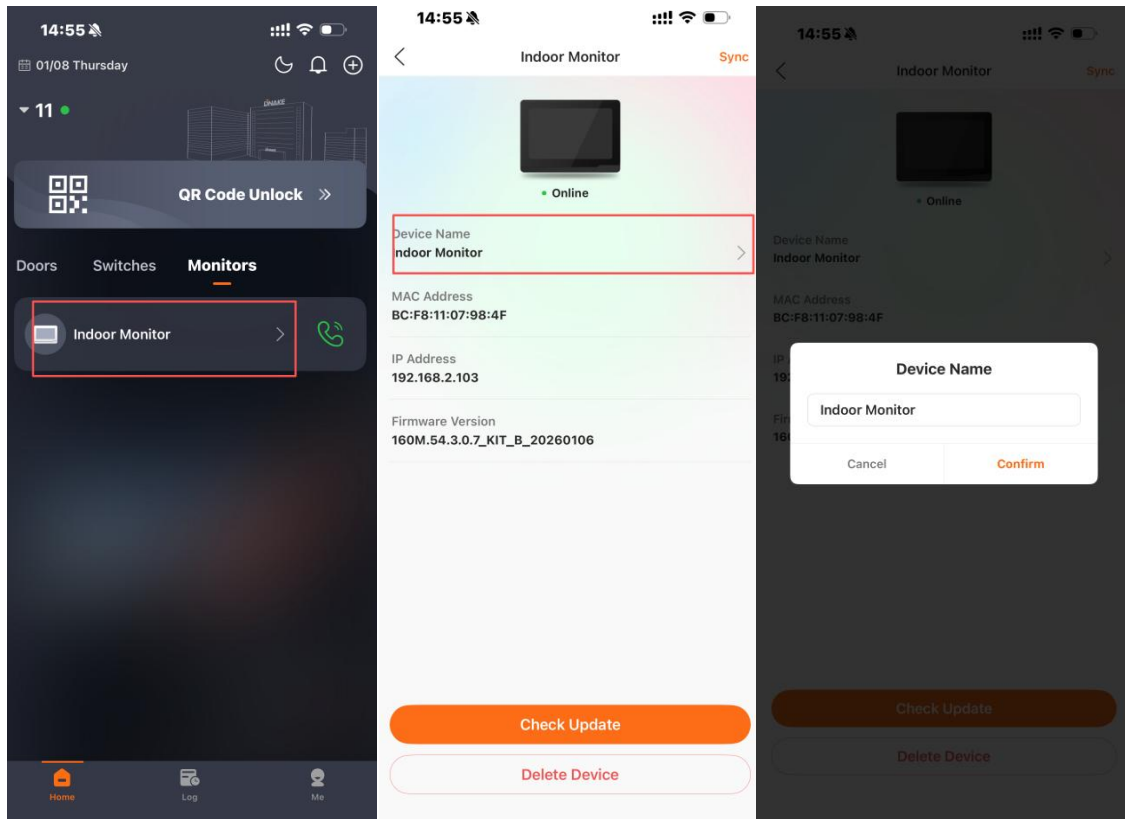 14:55
01/08 Thursday
11
DNAKE
QR Code Unlock
Doors Switches Monitors
Indoor Monitor
Home Log Me
14:55
Indoor Monitor Sync
Online
Device Name
Indoor Monitor
MAC Address
BC:F8:11:07:98:4F
IP Address
192.168.2.103
Firmware Version
160M.54.3.0.7_KIT_B_20260106
Check Update
Delete Device
14:55
Indoor Monitor Sync
Online
Device Name
Indoor Monitor
MAC Address
BC:F8:11:07:98:4F
Device Name
Indoor Monitor
Cancel Confirm
Check Update
Delete Device